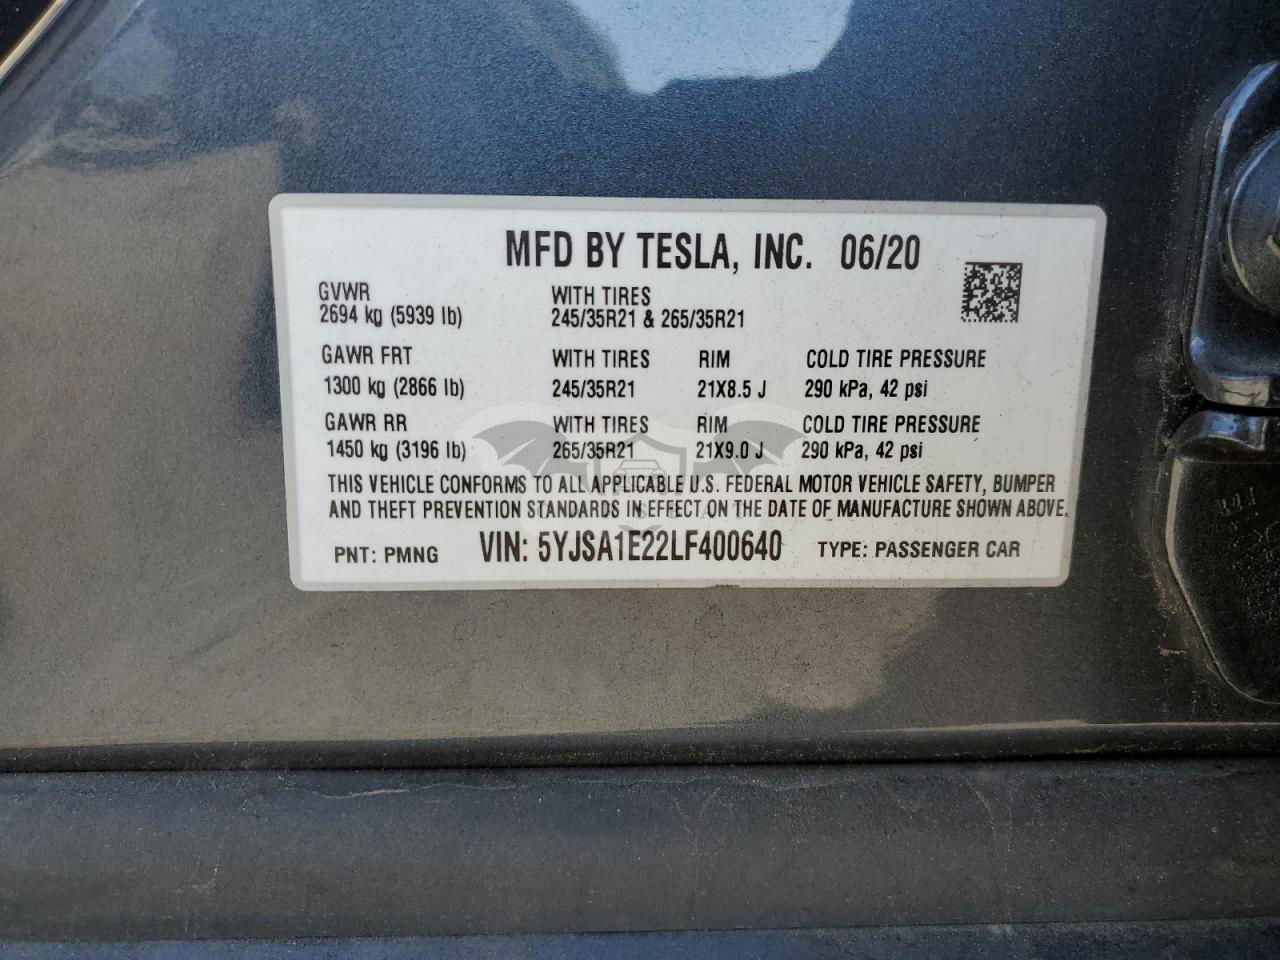 MFD BY TESLA, INC. 06/20
GVWR WITH TIRES
2694 kg (5939 lb) 245/35R21 & 265/35R21
GAWR FRT WITH TIRES RIM COLD TIRE PRESSURE
1300 kg (2866 lb) 245/35R21 21X8.5 J 290 kPa, 42 psi
GAWR RR WITH TIRES RIM COLD TIRE PRESSURE
1450 kg (3196 lb) 265/35R21 21X9.0 J 290 kPa, 42 psi
THIS VEHICLE CONFORMS TO ALL APPLICABLE U.S. FEDERAL MOTOR VEHICLE SAFETY, BUMPER
AND THEFT PREVENTION STANDARDS IN EFFECT ON THE DATE OF MANUFACTURE SHOWN ABOVE.
PNT: PMNG VIN: 5YJSA1E22LF400640 TYPE: PASSENGER CAR